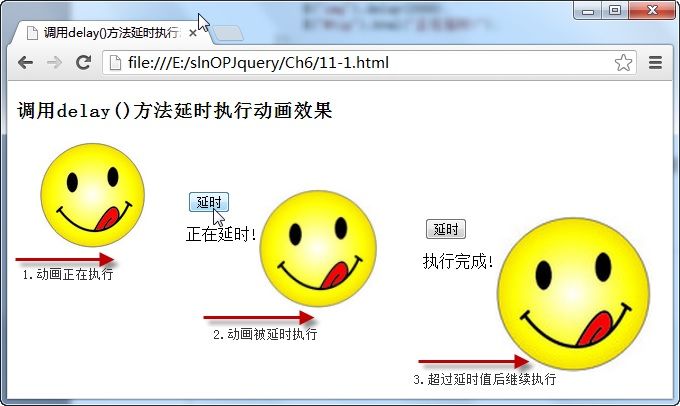 调用delay()方法延时执行
file:///E:/slnOPJquery/Ch6/11-1.html
调用delay()方法延时执行动画效果
1.动画正在执行
延时
正在延时!
2.动画被延时执行
延时
执行完成!
3.超过延时值后继续执行